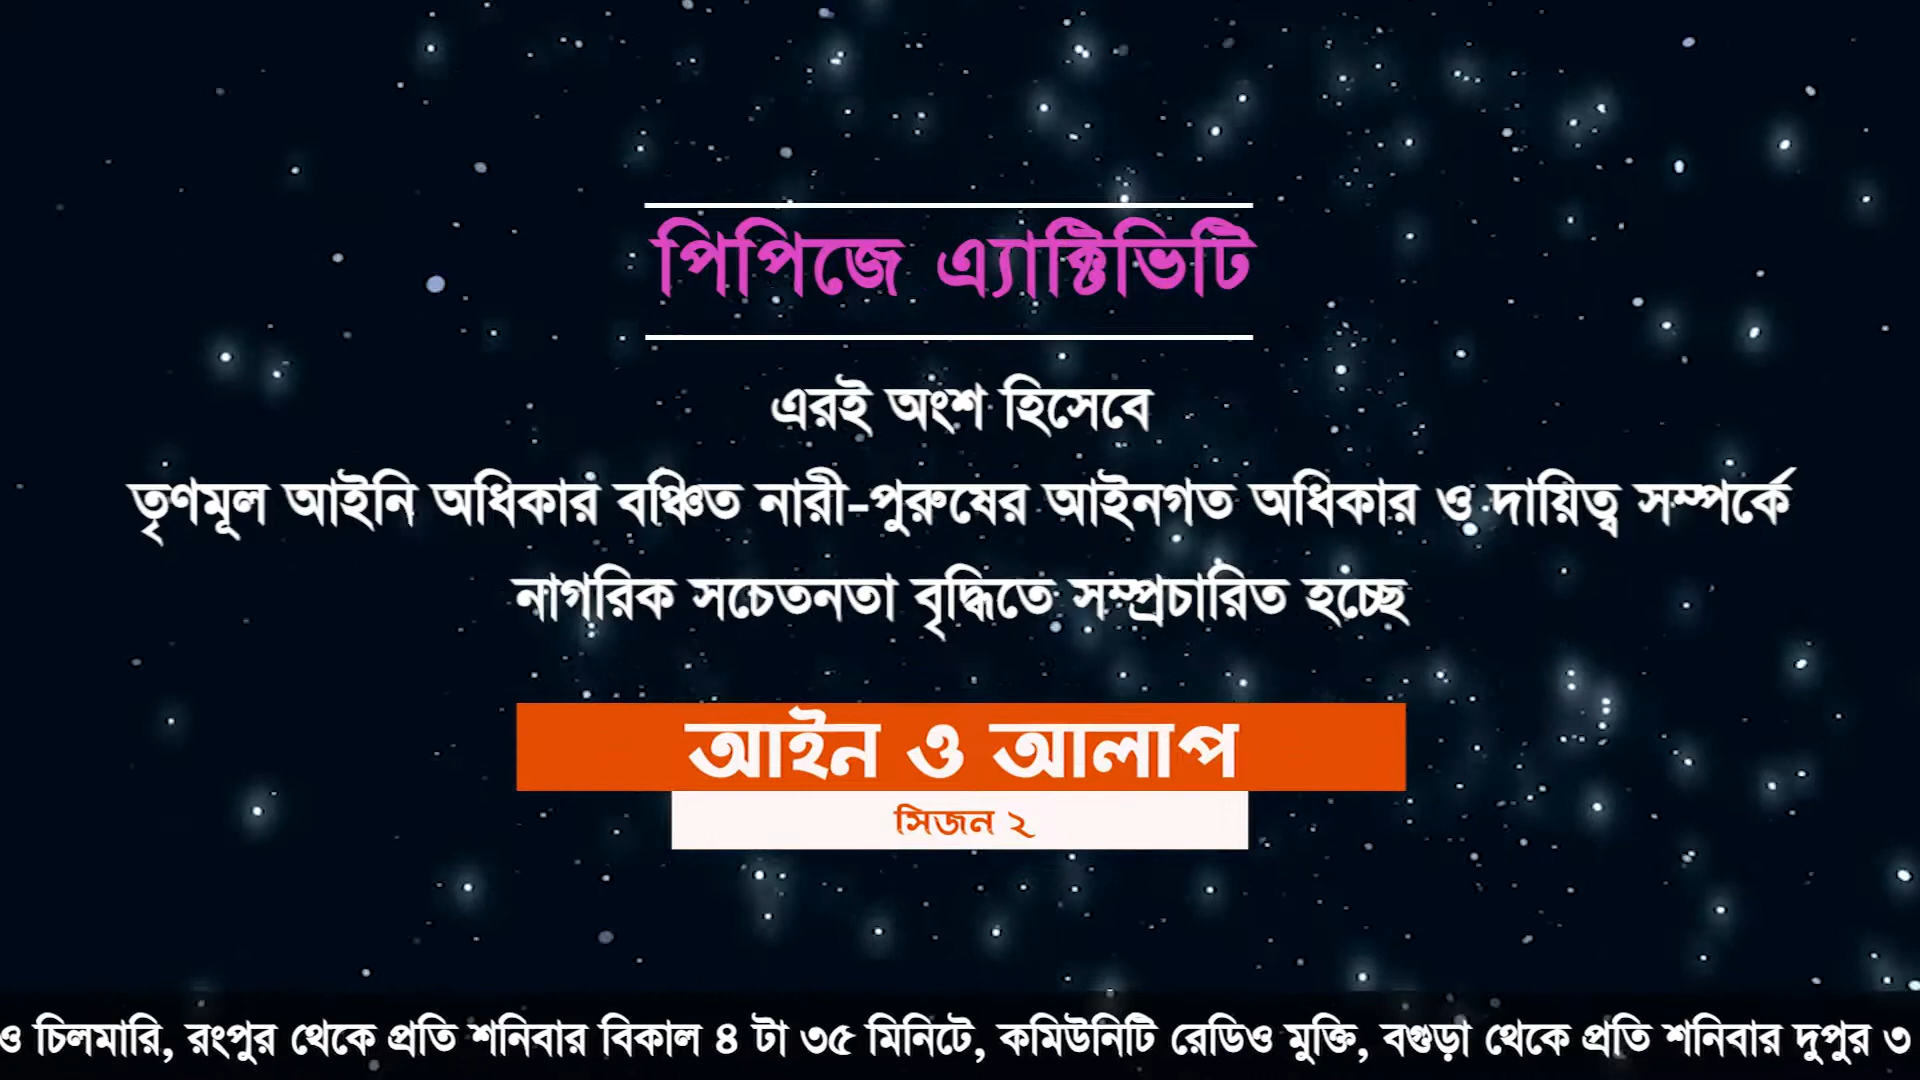 পিপিজে এ্যাক্টিভিটি
এরই অংশ হিসেবে
তৃণমূল আইনি অধিকার বঞ্চিত নারী-পুরুষের আইনগত অধিকার ও দায়িত্ব সম্পর্কে
নাগরিক সচেতনতা বৃদ্ধিতে সম্প্রচারিত হচ্ছে
আইন ও আলাপ
সিজন ২
ও চিলমারি, রংপুর থেকে প্রতি শনিবার বিকাল ৪ টা ৩৫ মিনিটে, কমিউনিটি রেডিও মুক্তি, বগুড়া থেকে প্রতি শনিবার দুপুর ৩